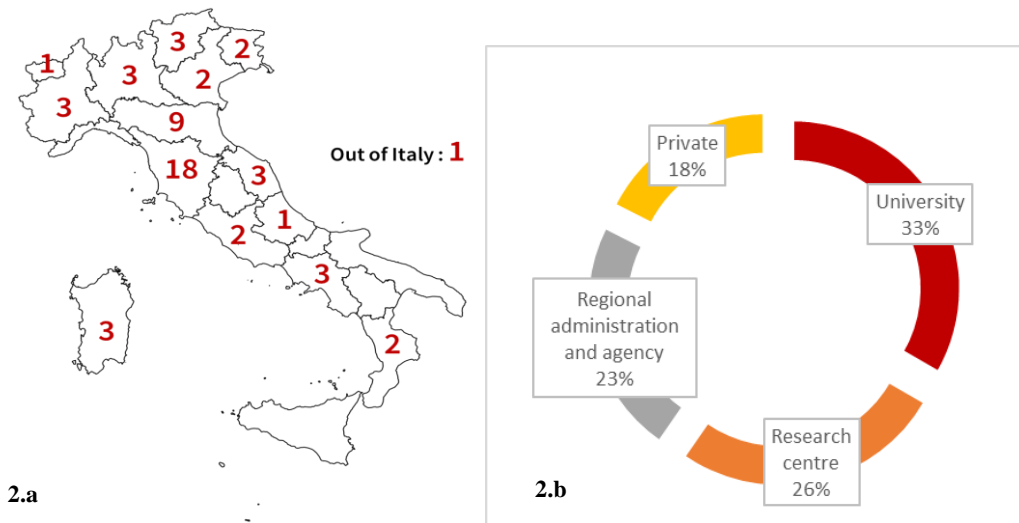 3
2
1
3
2
3
9
Out of Italy : 1
18
3
1
2
3
3
2
2.a
Private
18%
University
33%
Regional
administration
and agency
23%
Research
centre
26%
2.b